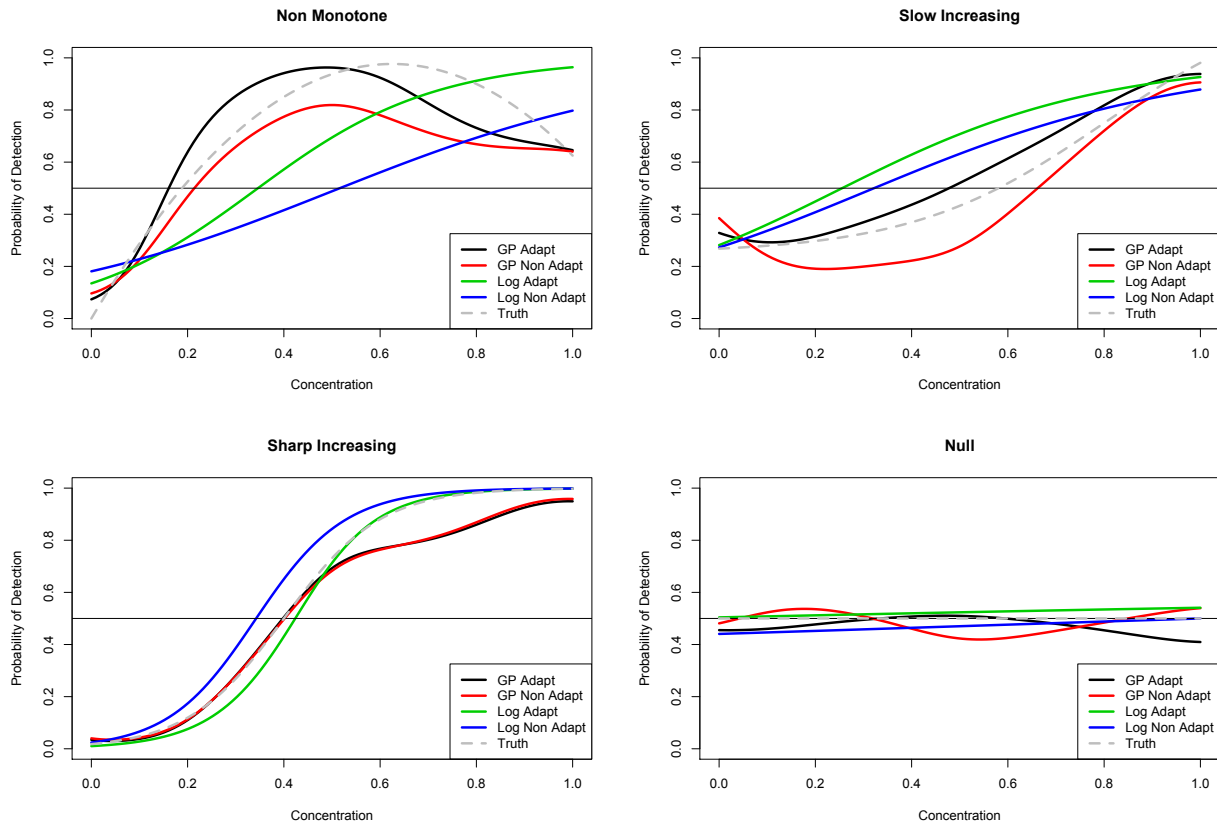 Non Monotone
Probability of Detection
0.0 0.2 0.4 0.6 0.8 1.0
GP Adapt
GP Non Adapt
Log Adapt
Log Non Adapt
Truth
0.0 0.2 0.4 0.6 0.8 1.0
Concentration
Slow Increasing
Probability of Detection
0.0 0.2 0.4 0.6 0.8 1.0
GP Adapt
GP Non Adapt
Log Adapt
Log Non Adapt
Truth
0.0 0.2 0.4 0.6 0.8 1.0
Concentration
Sharp Increasing
Probability of Detection
0.0 0.2 0.4 0.6 0.8 1.0
GP Adapt
GP Non Adapt
Log Adapt
Log Non Adapt
Truth
0.0 0.2 0.4 0.6 0.8 1.0
Concentration
Null
Probability of Detection
0.0 0.2 0.4 0.6 0.8 1.0
GP Adapt
GP Non Adapt
Log Adapt
Log Non Adapt
Truth
0.0 0.2 0.4 0.6 0.8 1.0
Concentration